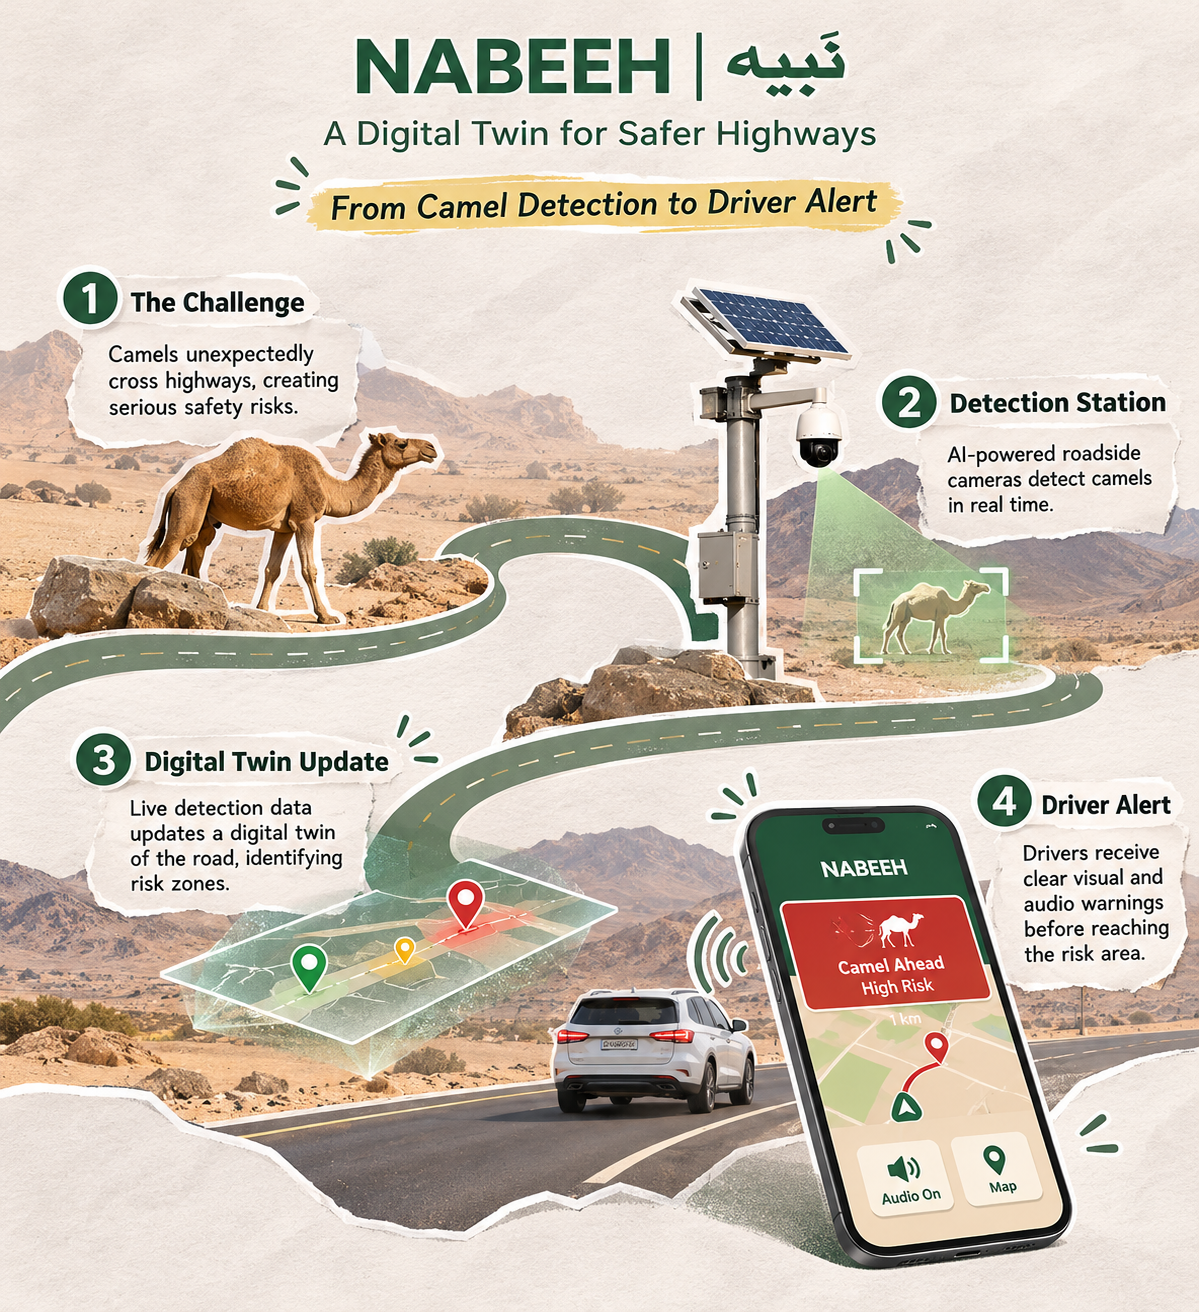 NABEEH | نَبيه
A Digital Twin for Safer Highways
From Camel Detection to Driver Alert
1 The Challenge
Camels unexpectedly
cross highways, creating
serious safety risks.
2 Detection Station
AI-powered roadside
cameras detect camels
in real time.
3 Digital Twin Update
Live detection data
updates a digital twin
of the road, identifying
risk zones.
4 Driver Alert
Drivers receive
clear visual and
audio warnings
before reaching
the risk area.
NABEEH
Camel Ahead
High Risk
1 km
Audio On
Map